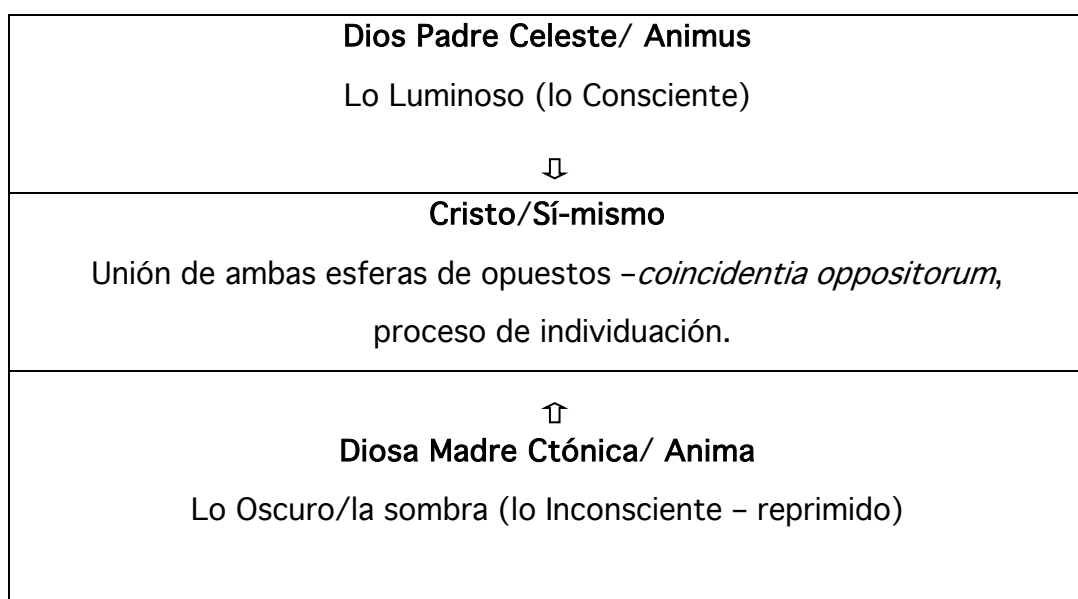 Dios Padre Celeste/ Animus
Lo Luminoso (lo Consciente)
⇩
Cristo/Sí-mismo
Unión de ambas esferas de opuestos –coincidentia oppositorum,
proceso de individuación.
⇧
Diosa Madre Ctónica/ Anima
Lo Oscuro/la sombra (lo Inconsciente – reprimido)